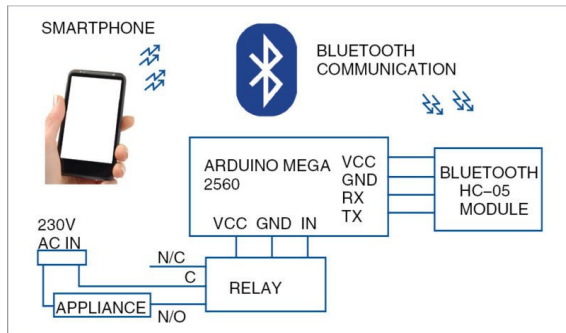 SMARTPHONE
BLUETOOTH
COMMUNICATION
ARDUINO MEGA
2560
VCC
GND
RX
TX
BLUETOOTH
HC–05
MODULE
VCC GND IN
230V
AC IN
N/C
C
RELAY
APPLIANCE
N/O